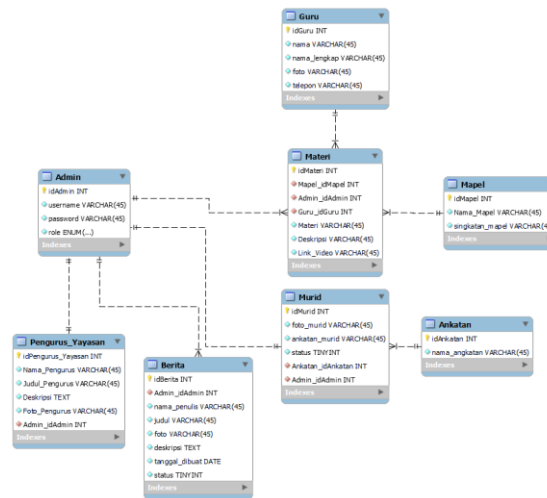 Guru
idGuru INT
nama VARCHAR(45)
nama_lengkap VARCHAR(45)
foto VARCHAR(45)
telepon VARCHAR(45)
Indexes
Materi
idMateri INT
Mapel_idMapel INT
Admin_idAdmin INT
Guru_idGuru INT
Materi VARCHAR(45)
Deskripsi VARCHAR(45)
Link_Video VARCHAR(45)
Indexes
Admin
idAdmin INT
username VARCHAR(45)
password VARCHAR(45)
role ENUM(...)
Indexes
Mapel
idMapel INT
Nama_Mapel VARCHAR(45)
singkatan_mapel VARCHAR(4
Indexes
Murid
idMurid INT
foto_murid VARCHAR(45)
ankatan_murid VARCHAR(45)
status TINYINT
Ankatan_idAnkatan INT
Admin_idAdmin INT
Indexes
Ankatan
idAnkatan INT
nama_angkatan VARCHAR(45)
Indexes
Pengurus_Yayasan
idPengurus_Yayasan INT
Nama_Pengurus VARCHAR(45)
Judul_Pengurus VARCHAR(45)
Deskripsi TEXT
Foto_Pengurus VARCHAR(45)
Admin_idAdmin INT
Indexes
Berita
idBerita INT
Admin_idAdmin INT
nama_penulis VARCHAR(45)
judul VARCHAR(45)
foto VARCHAR(45)
deskripsi TEXT
tanggal_dibuat DATE
status TINYINT
Indexes